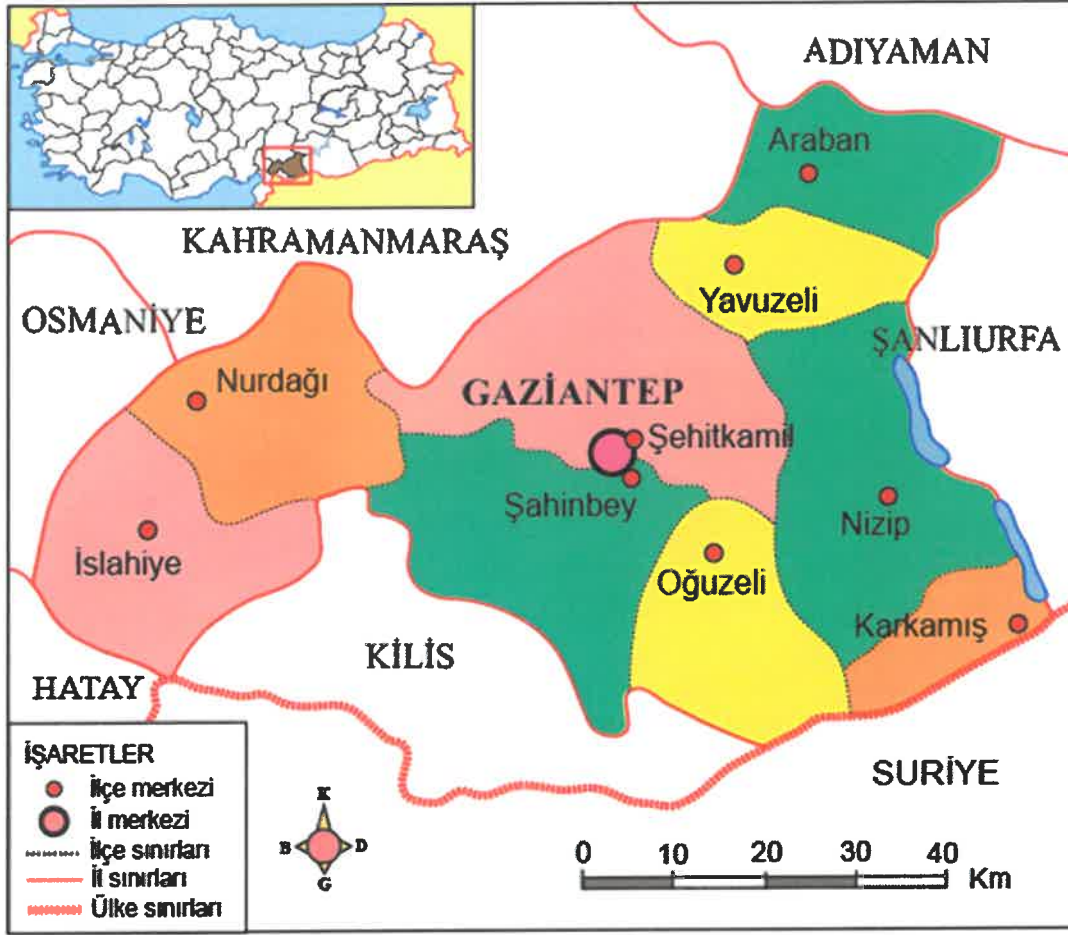 ADIYAMAN
Araban
KAHRAMANMARAŞ
Yavuzeli
OSMANİYE
ŞANLIURFA
Nurdağı
GAZİANTEP
Şehitkamil
Şahinbey
Nizip
İslahiye
Oğuzeli
Karkamış
KİLİS
HATAY
SURİYE
İŞARETLER
İlçe merkezi
İl merkezi
İlçe sınırları
İl sınırları
Ülke sınırları
K
B D
G
0 10 20 30 40
Km